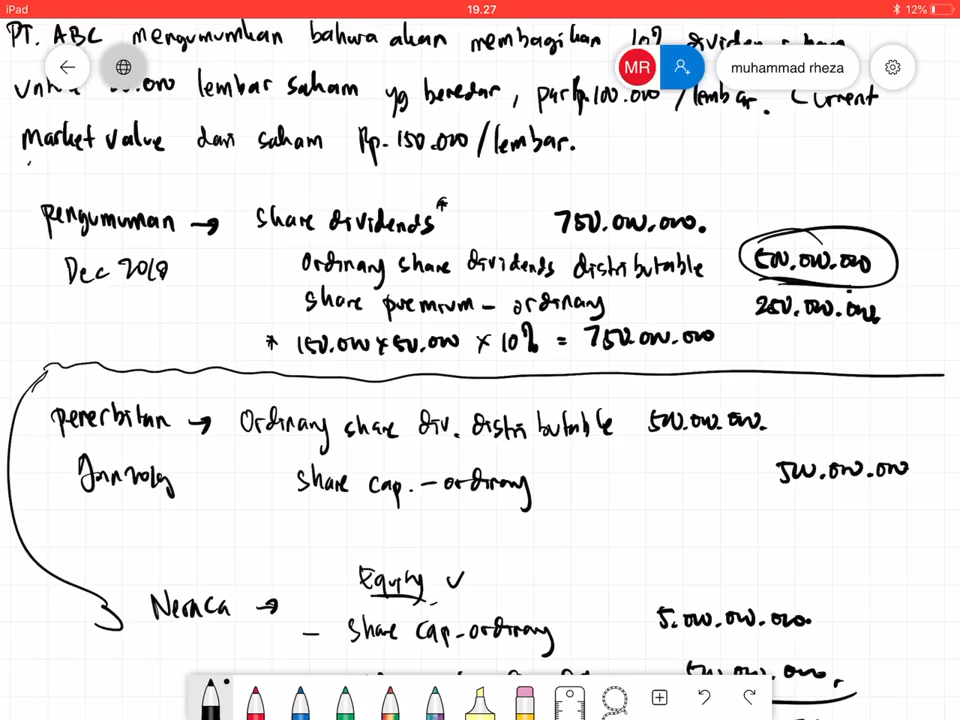 iPad 19.27 12%
PT. ABC mengumumkan bahwa akan membagikan 10% dividen
MR muhammad rheza
lembar saham yg beredar, par Rp.100.000 /lembar. Current
market value dari saham Rp.150.000/lembar.
pengumuman → share dividends* 750.000.000.
Dec 2018 ordinary share dividends distributable 500.000.000
share premium - ordinary 250.000.000
* 150.000 x 50.000 x 10% = 750.000.000
penerbitan → Ordinary share div. distributable 500.000.000.
Jan 2019 share cap. - ordinary 500.000.000
Equity ✓
Neraca →
- share cap-ordinary 5.000.000.000.
500.000.000.